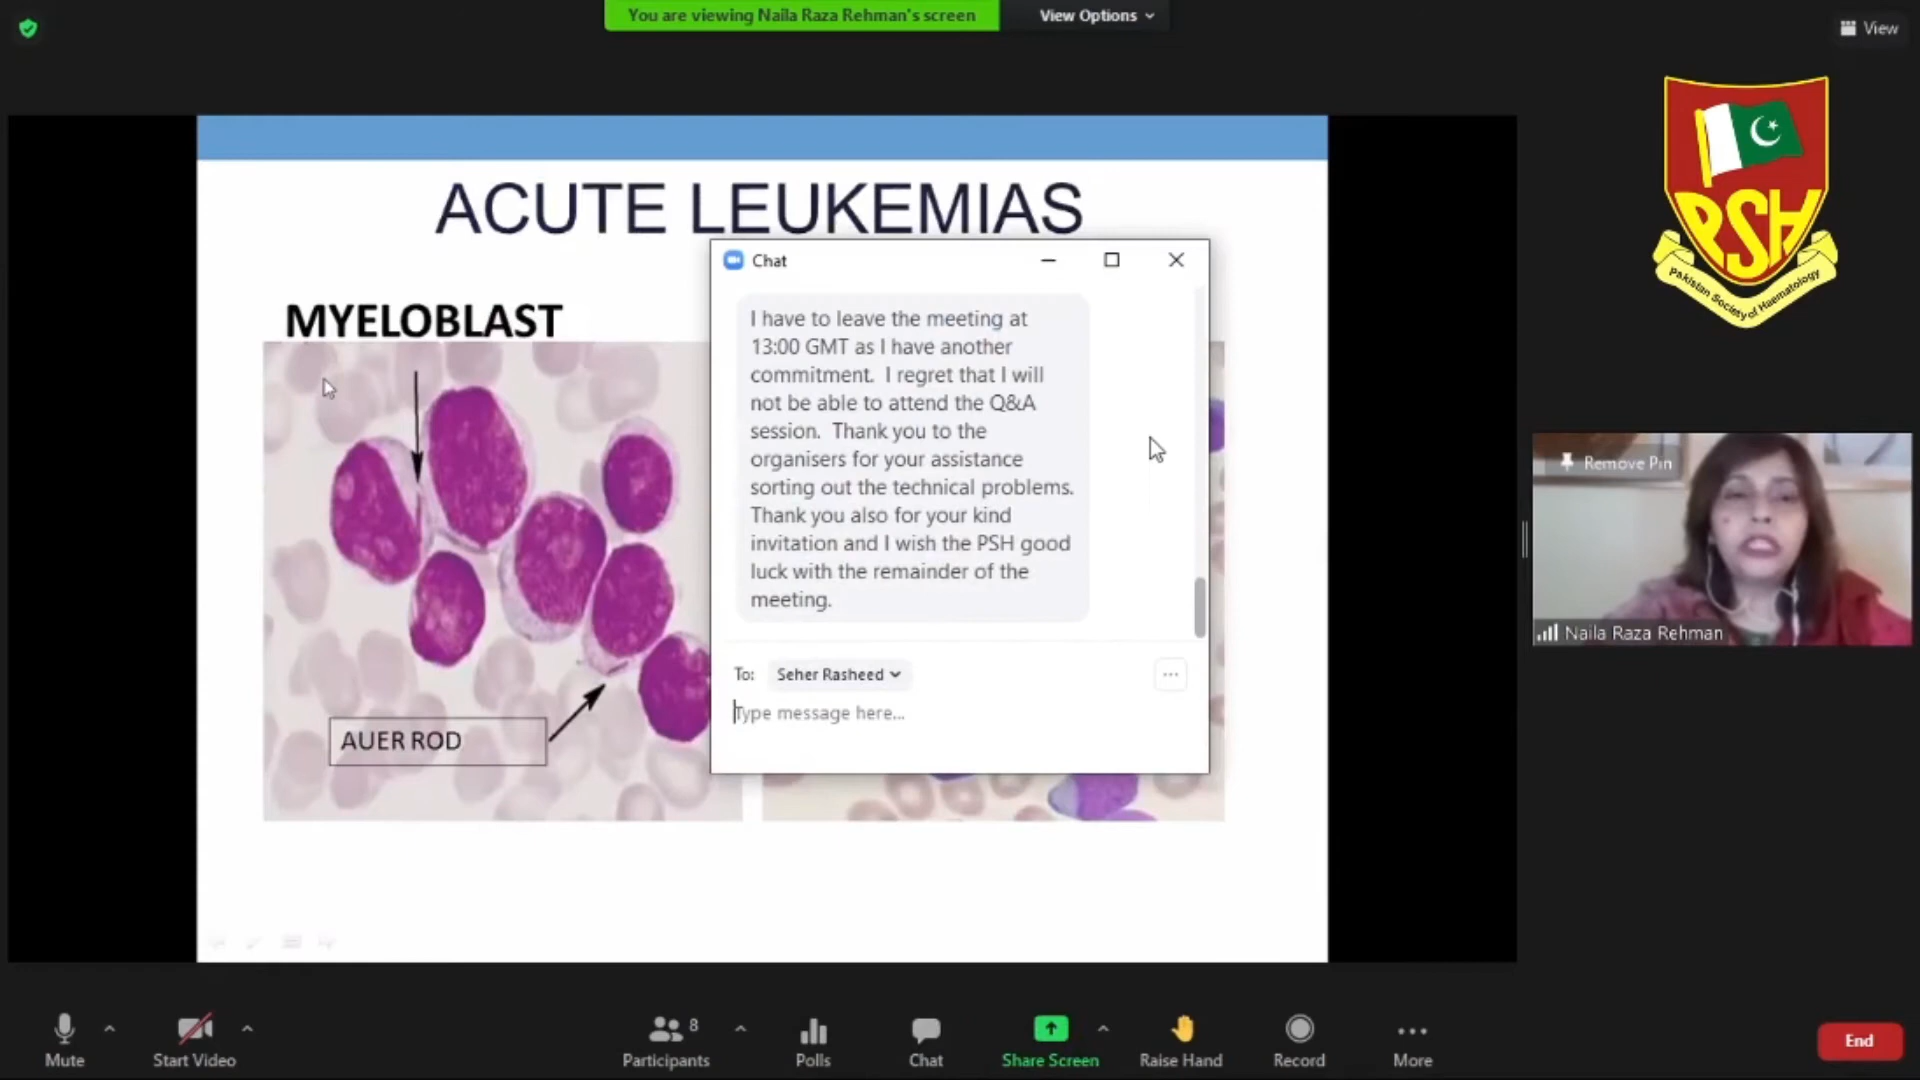 You are viewing Naila Raza Rehman's screen
View Options
View
ACUTE LEUKEMIAS
MYELOBLAST
AUER ROD
Chat
I have to leave the meeting at
13:00 GMT as I have another
commitment.  I regret that I will
not be able to attend the Q&A
session.  Thank you to the
organisers for your assistance
sorting out the technical problems.
Thank you also for your kind
invitation and I wish the PSH good
luck with the remainder of the
meeting.
To: Seher Rasheed
Type message here...
PSH
Pakistan Society of Haematology
Remove Pin
Naila Raza Rehman
Mute
Start Video
Participants 8
Polls
Chat
Share Screen
Raise Hand
Record
More
End